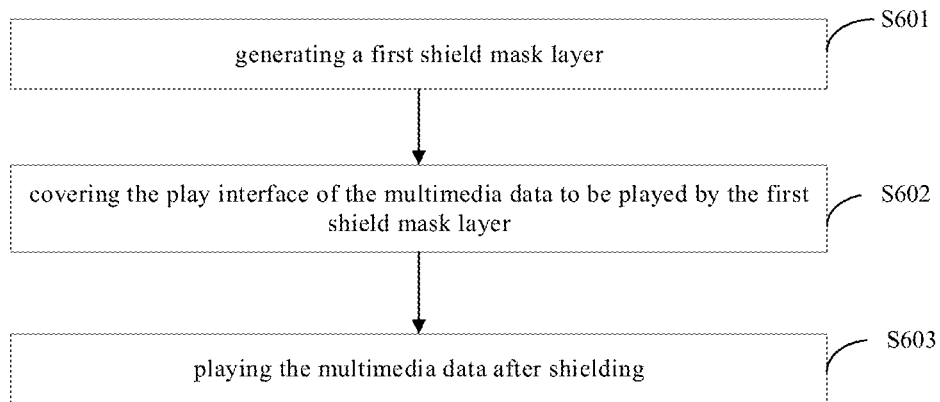 S601
generating a first shield mask layer
covering the play interface of the multimedia data to be played by the first
shield mask layer
S602
S603
playing the multimedia data after shielding